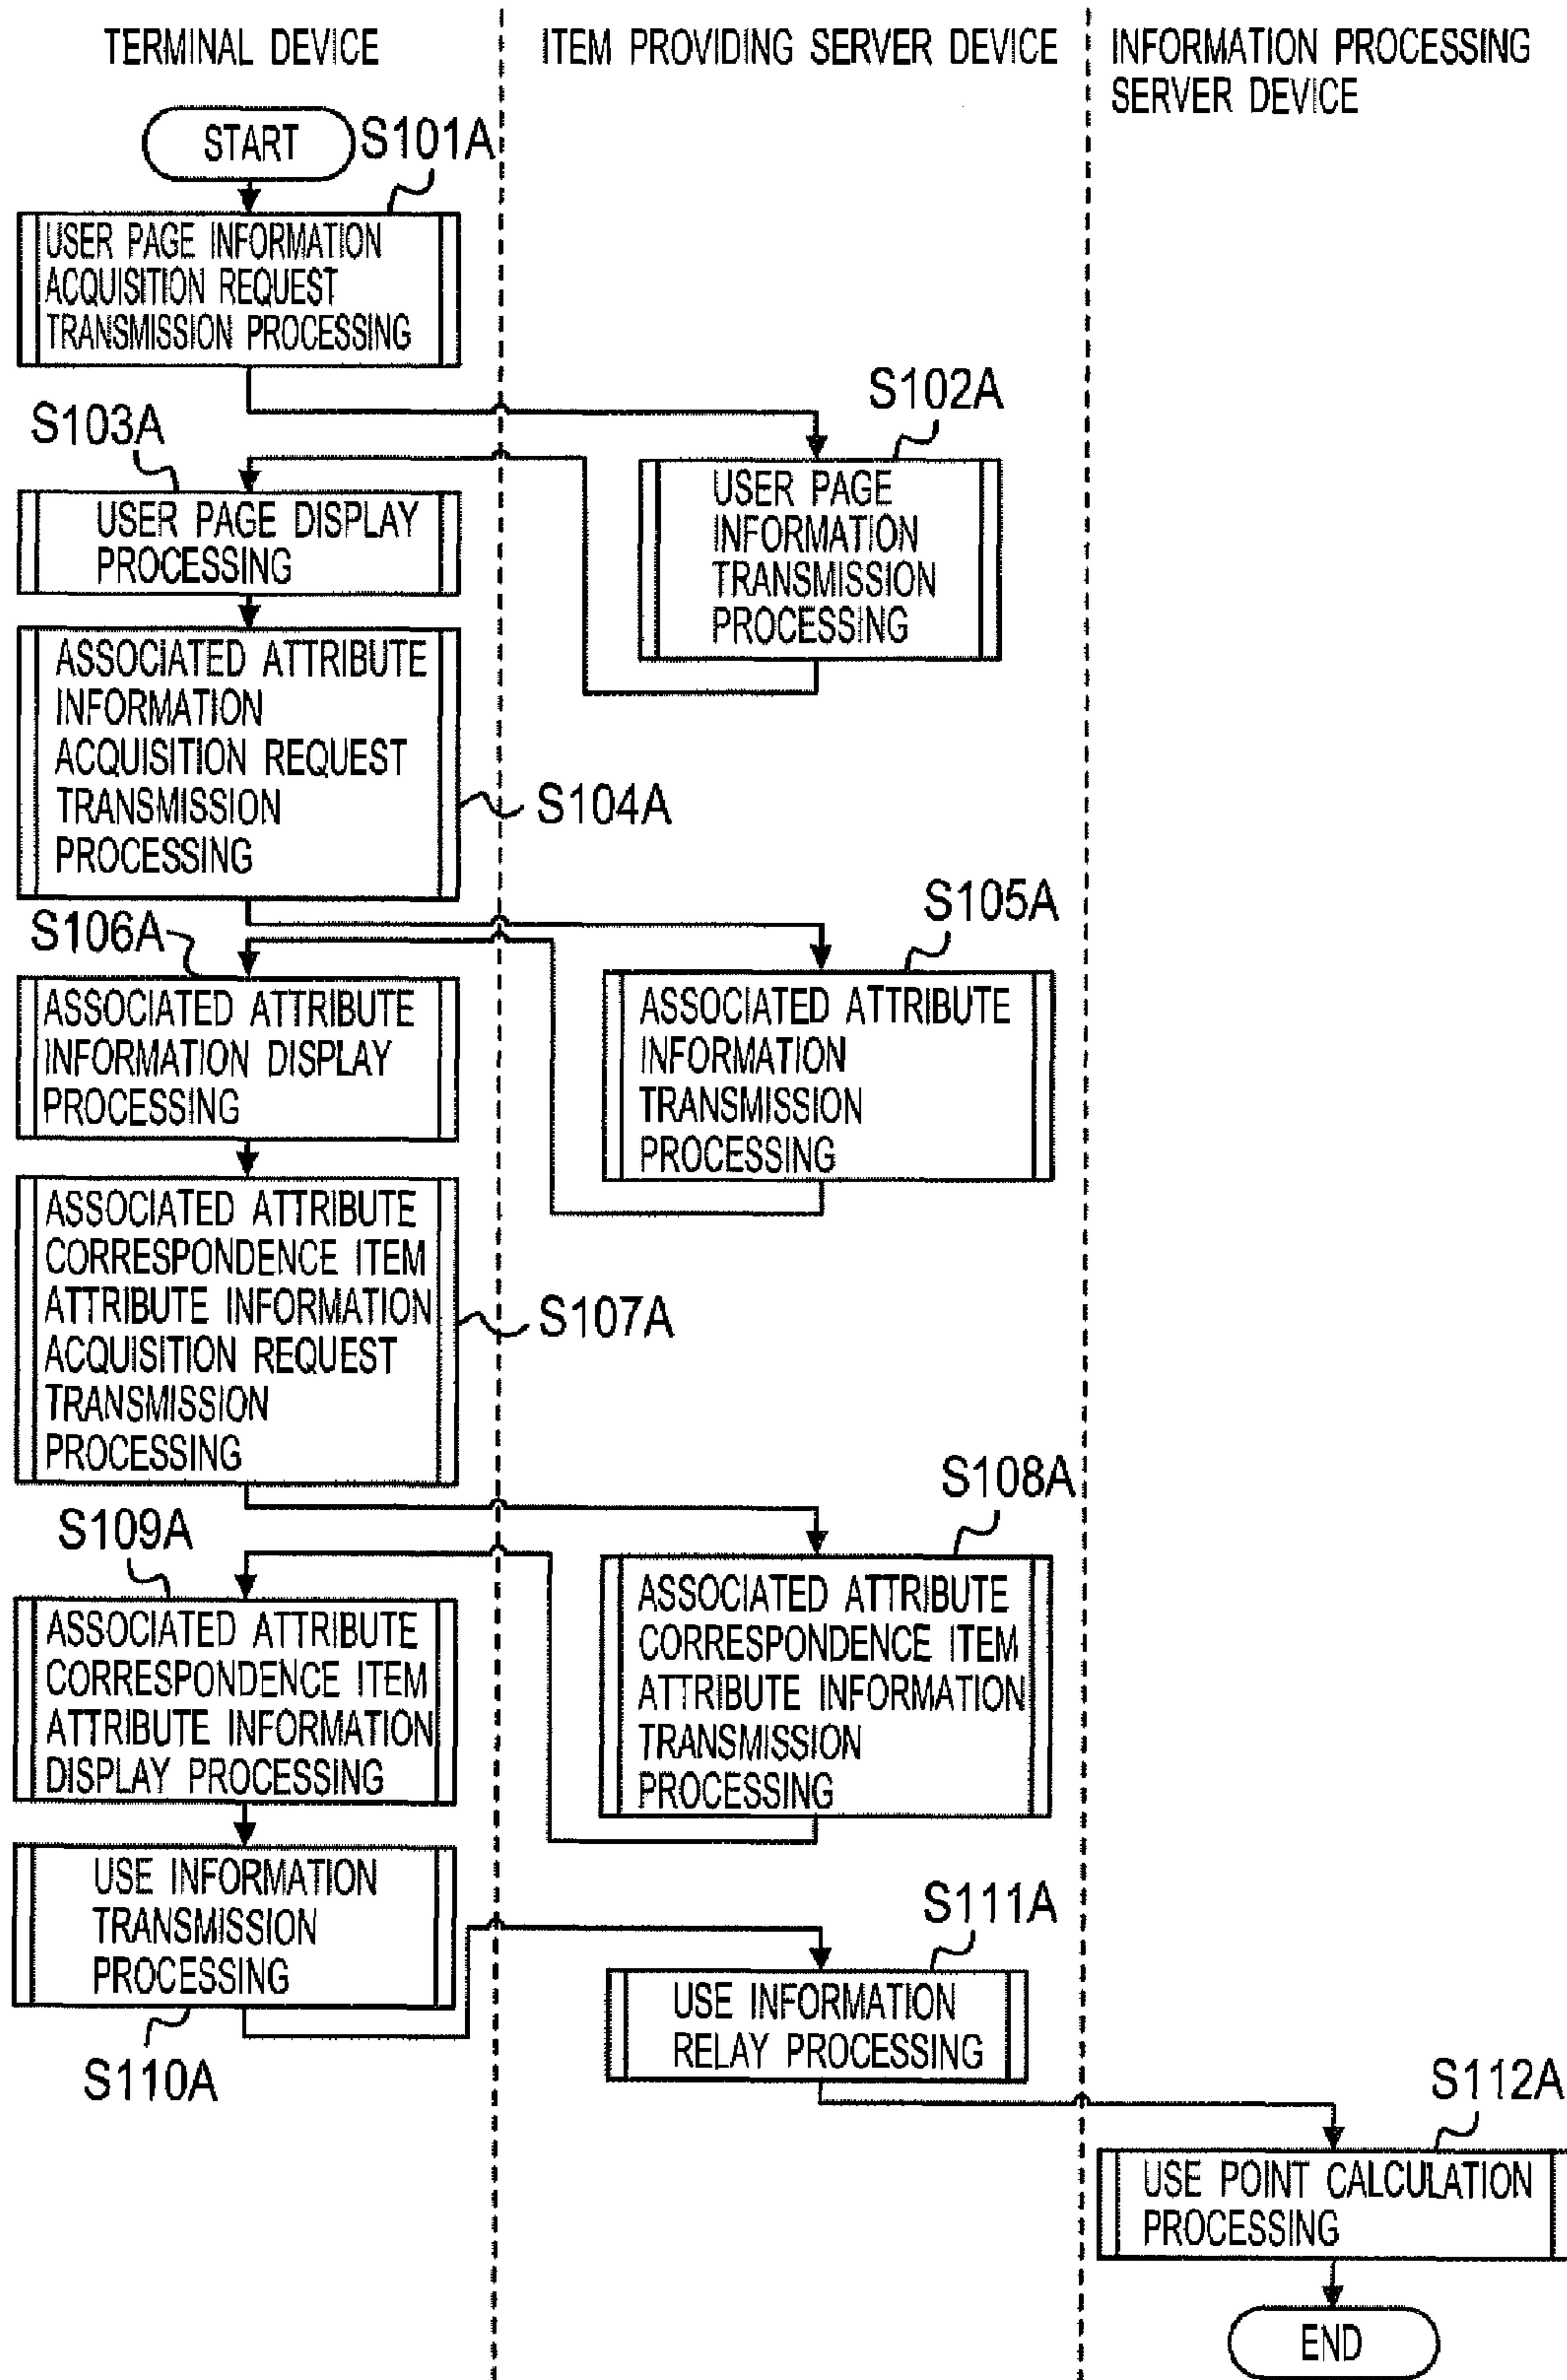 TERMINAL DEVICE
ITEM PROVIDING SERVER DEVICE
INFORMATION PROCESSING
SERVER DEVICE
START
S101A
USER PAGE INFORMATION
ACQUISITION REQUEST
TRANSMISSION PROCESSING
S102A
USER PAGE
INFORMATION
TRANSMISSION
PROCESSING
S103A
USER PAGE DISPLAY
PROCESSING
ASSOCIATED ATTRIBUTE
INFORMATION
ACQUISITION REQUEST
TRANSMISSION
PROCESSING
S104A
S105A
ASSOCIATED ATTRIBUTE
INFORMATION
TRANSMISSION
PROCESSING
S106A
ASSOCIATED ATTRIBUTE
INFORMATION DISPLAY
PROCESSING
ASSOCIATED ATTRIBUTE
CORRESPONDENCE ITEM
ATTRIBUTE INFORMATION
ACQUISITION REQUEST
TRANSMISSION
PROCESSING
S107A
S108A
ASSOCIATED ATTRIBUTE
CORRESPONDENCE ITEM
ATTRIBUTE INFORMATION
TRANSMISSION
PROCESSING
S109A
ASSOCIATED ATTRIBUTE
CORRESPONDENCE ITEM
ATTRIBUTE INFORMATION
DISPLAY PROCESSING
USE INFORMATION
TRANSMISSION
PROCESSING
S110A
S111A
USE INFORMATION
RELAY PROCESSING
S112A
USE POINT CALCULATION
PROCESSING
END